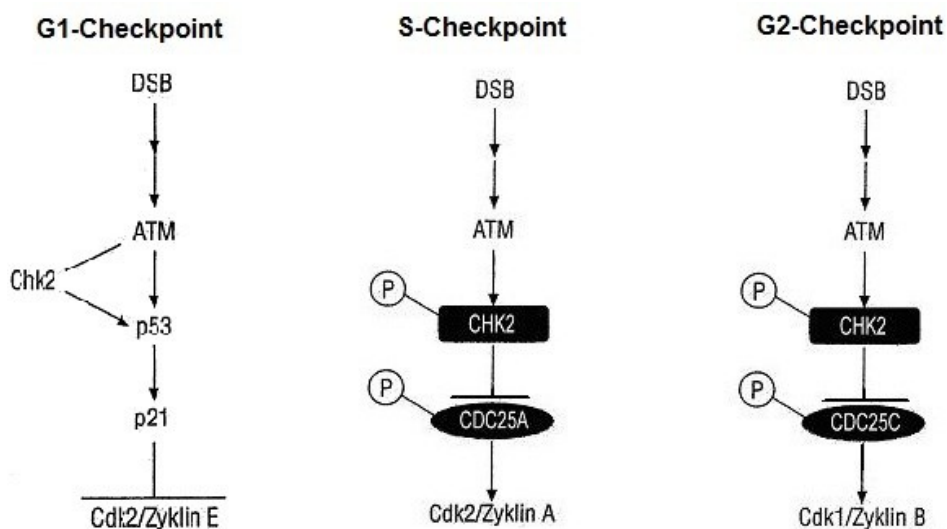 G1-Checkpoint
DSB
ATM
Chk2
p53
p21
Cdk2/Zyklin E
S-Checkpoint
DSB
ATM
P
CHK2
P
CDC25A
Cdk2/Zyklin A
G2-Checkpoint
DSB
ATM
P
CHK2
P
CDC25C
Cdk1/Zyklin B